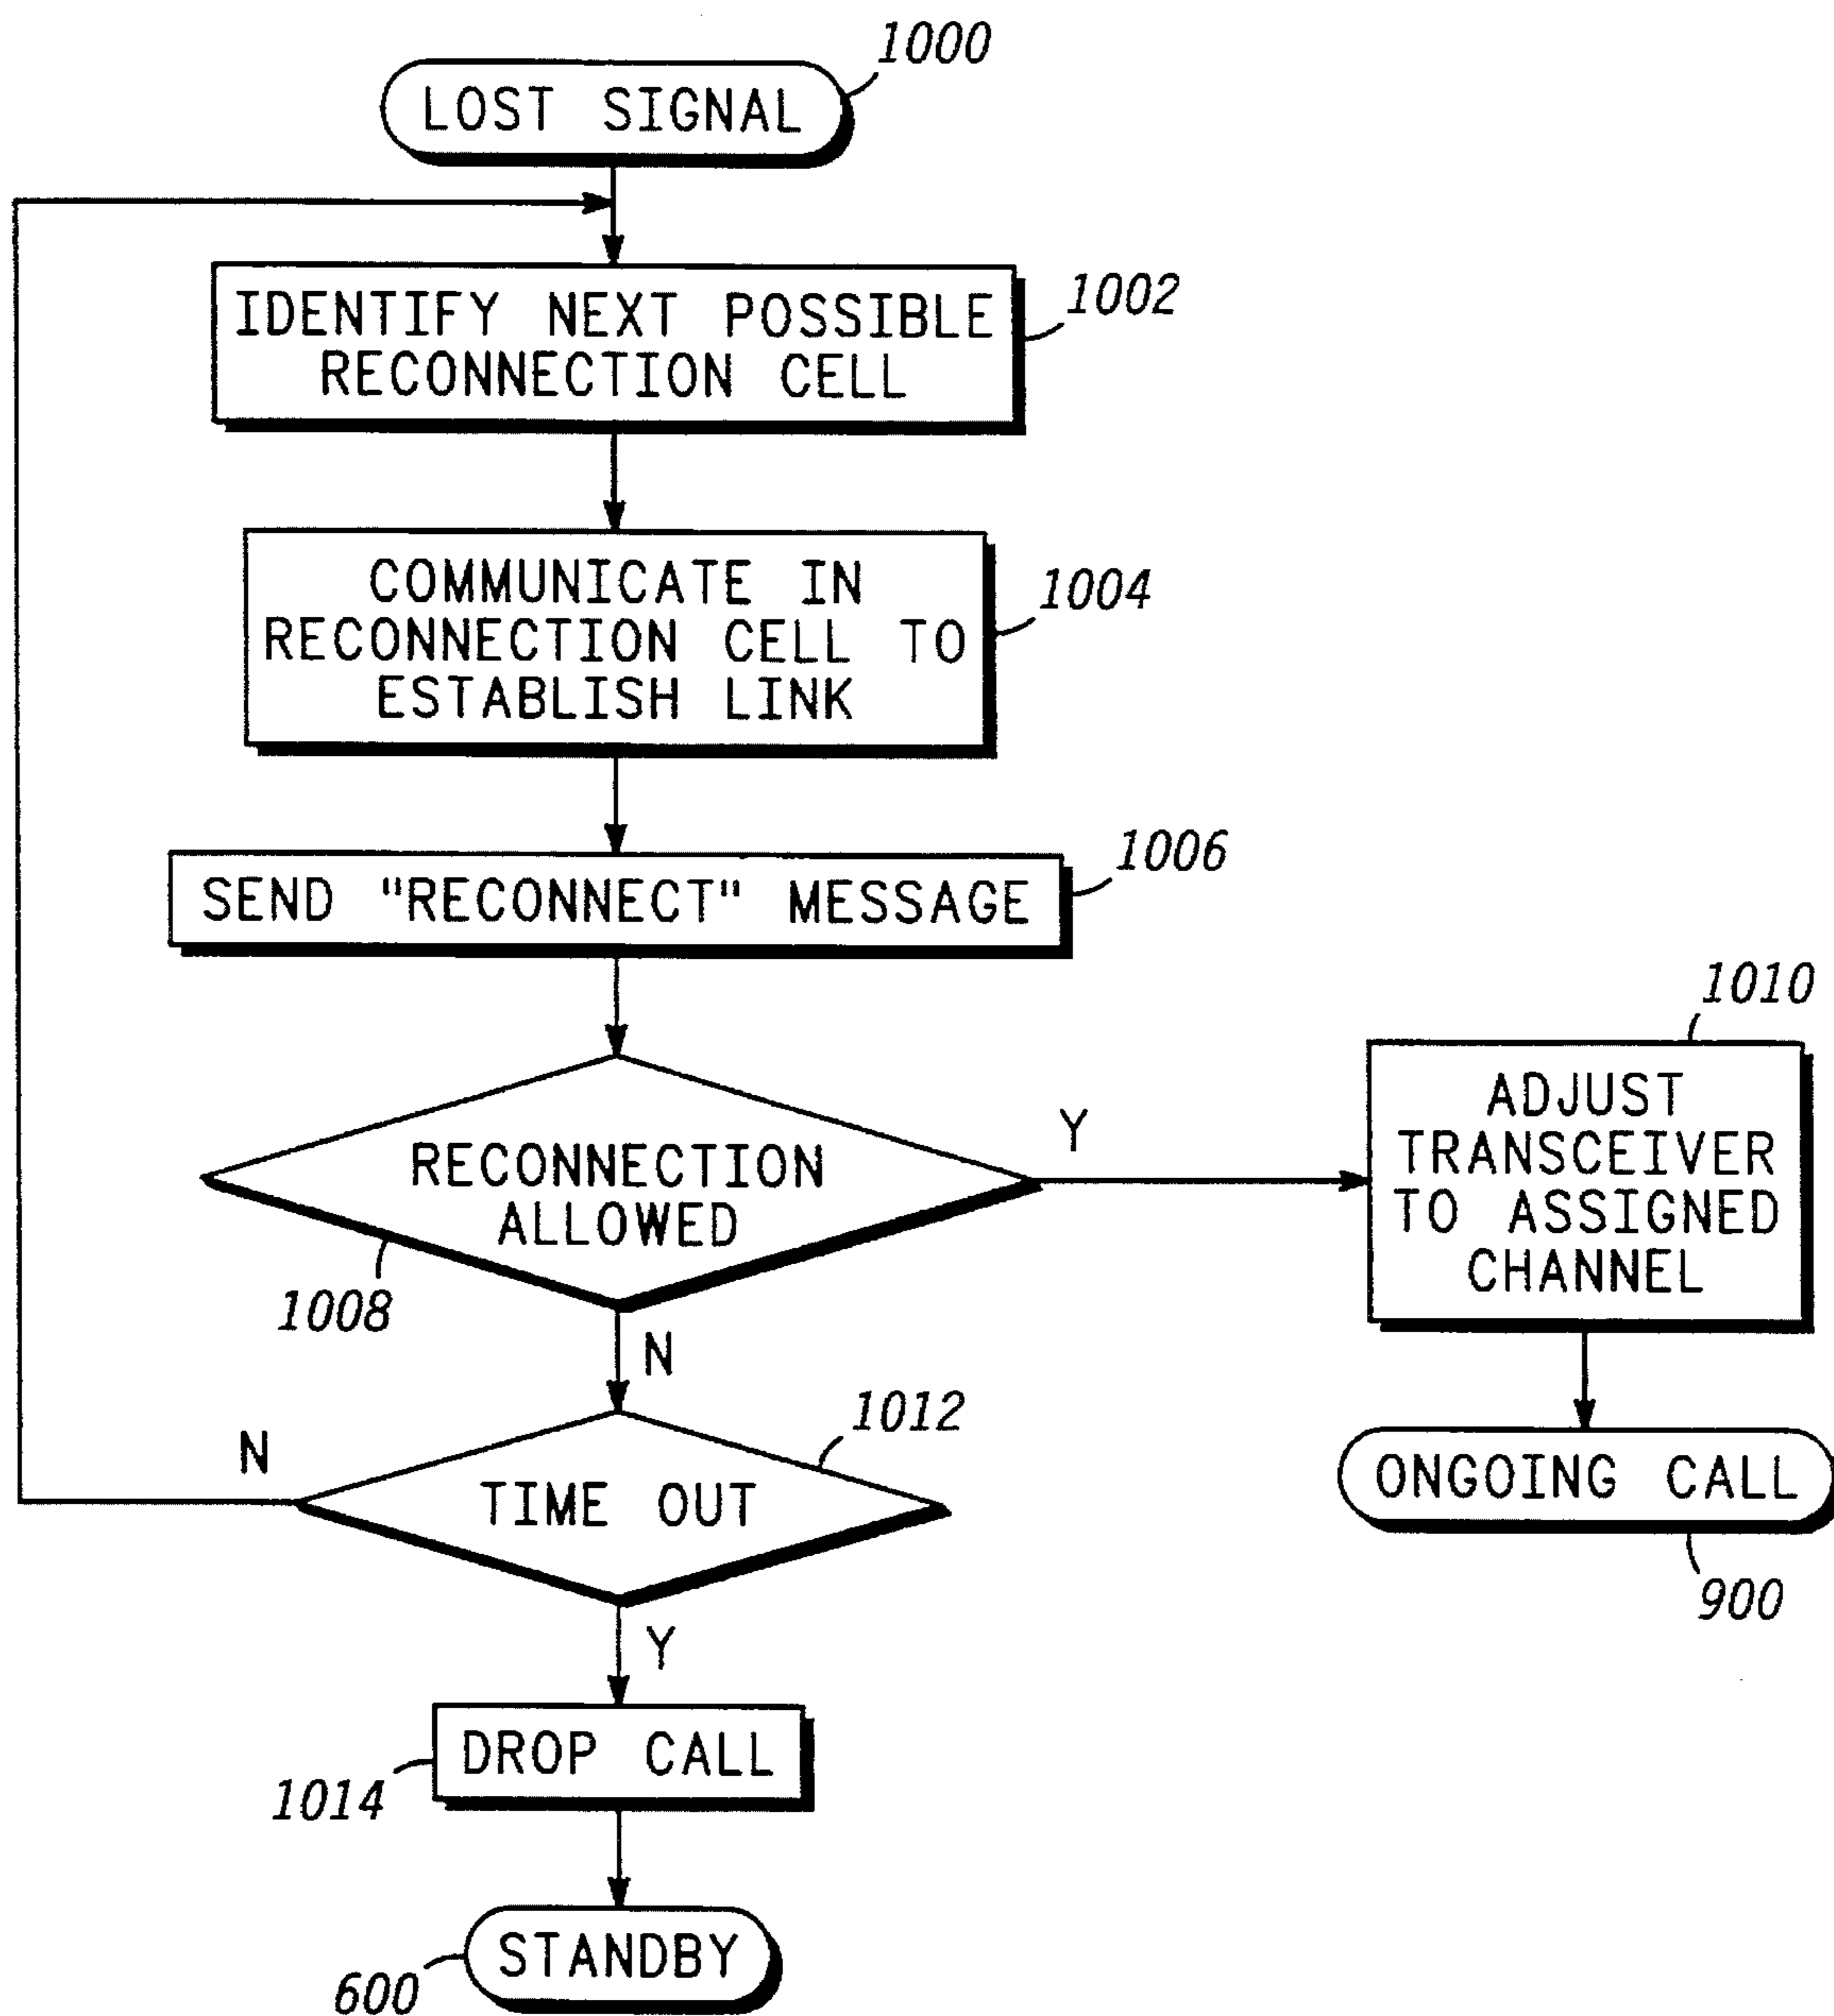 1000
LOST SIGNAL
IDENTIFY NEXT POSSIBLE
RECONNECTION CELL
1002
COMMUNICATE IN
RECONNECTION CELL TO
ESTABLISH LINK
1004
SEND "RECONNECT" MESSAGE
1006
RECONNECTION
ALLOWED
1008
Y
N
1010
ADJUST
TRANSCEIVER
TO ASSIGNED
CHANNEL
ONGOING CALL
900
TIME OUT
1012
N
Y
DROP CALL
1014
STANDBY
600